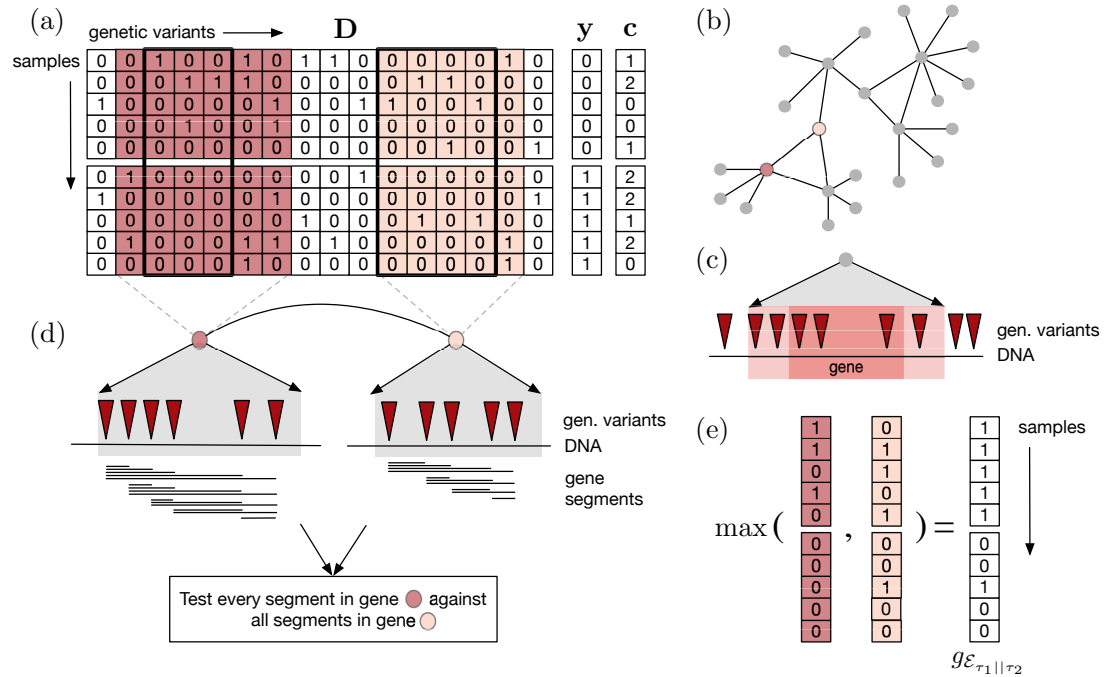 (a)
genetic variants D y c
samples
0 0 1 0 0 1 0 1 1 0 0 0 0 0 1 0 0 1
0 0 0 1 1 1 0 0 0 0 0 1 1 0 0 0 0 2
1 0 0 0 0 0 1 0 0 1 1 0 0 1 0 0 0 0
0 0 0 1 0 0 1 0 0 0 0 0 0 0 0 0 0 0
0 0 0 0 0 0 0 0 0 0 0 0 1 0 0 1 0 1
0 1 0 0 0 0 0 0 0 1 0 0 0 0 0 0 1 2
1 0 0 0 0 0 1 0 0 0 0 0 0 0 0 1 1 2
0 0 0 0 0 0 0 1 0 0 0 1 0 1 0 0 1 1
0 1 0 0 0 1 1 0 1 0 0 0 0 0 1 0 1 2
0 0 0 0 0 1 0 0 0 0 0 0 0 0 1 0 1 0
(b)
(c)
gen. variants
DNA
gene
(d)
gen. variants
DNA
gene
segments
Test every segment in gene against
all segments in gene
(e)
samples
1 0 1
1 1 1
0 1 1
1 0 1
0 1 1
max( , ) =
0 0 0
0 0 0
0 1 1
0 0 0
0 0 0
gℰτ1||τ2